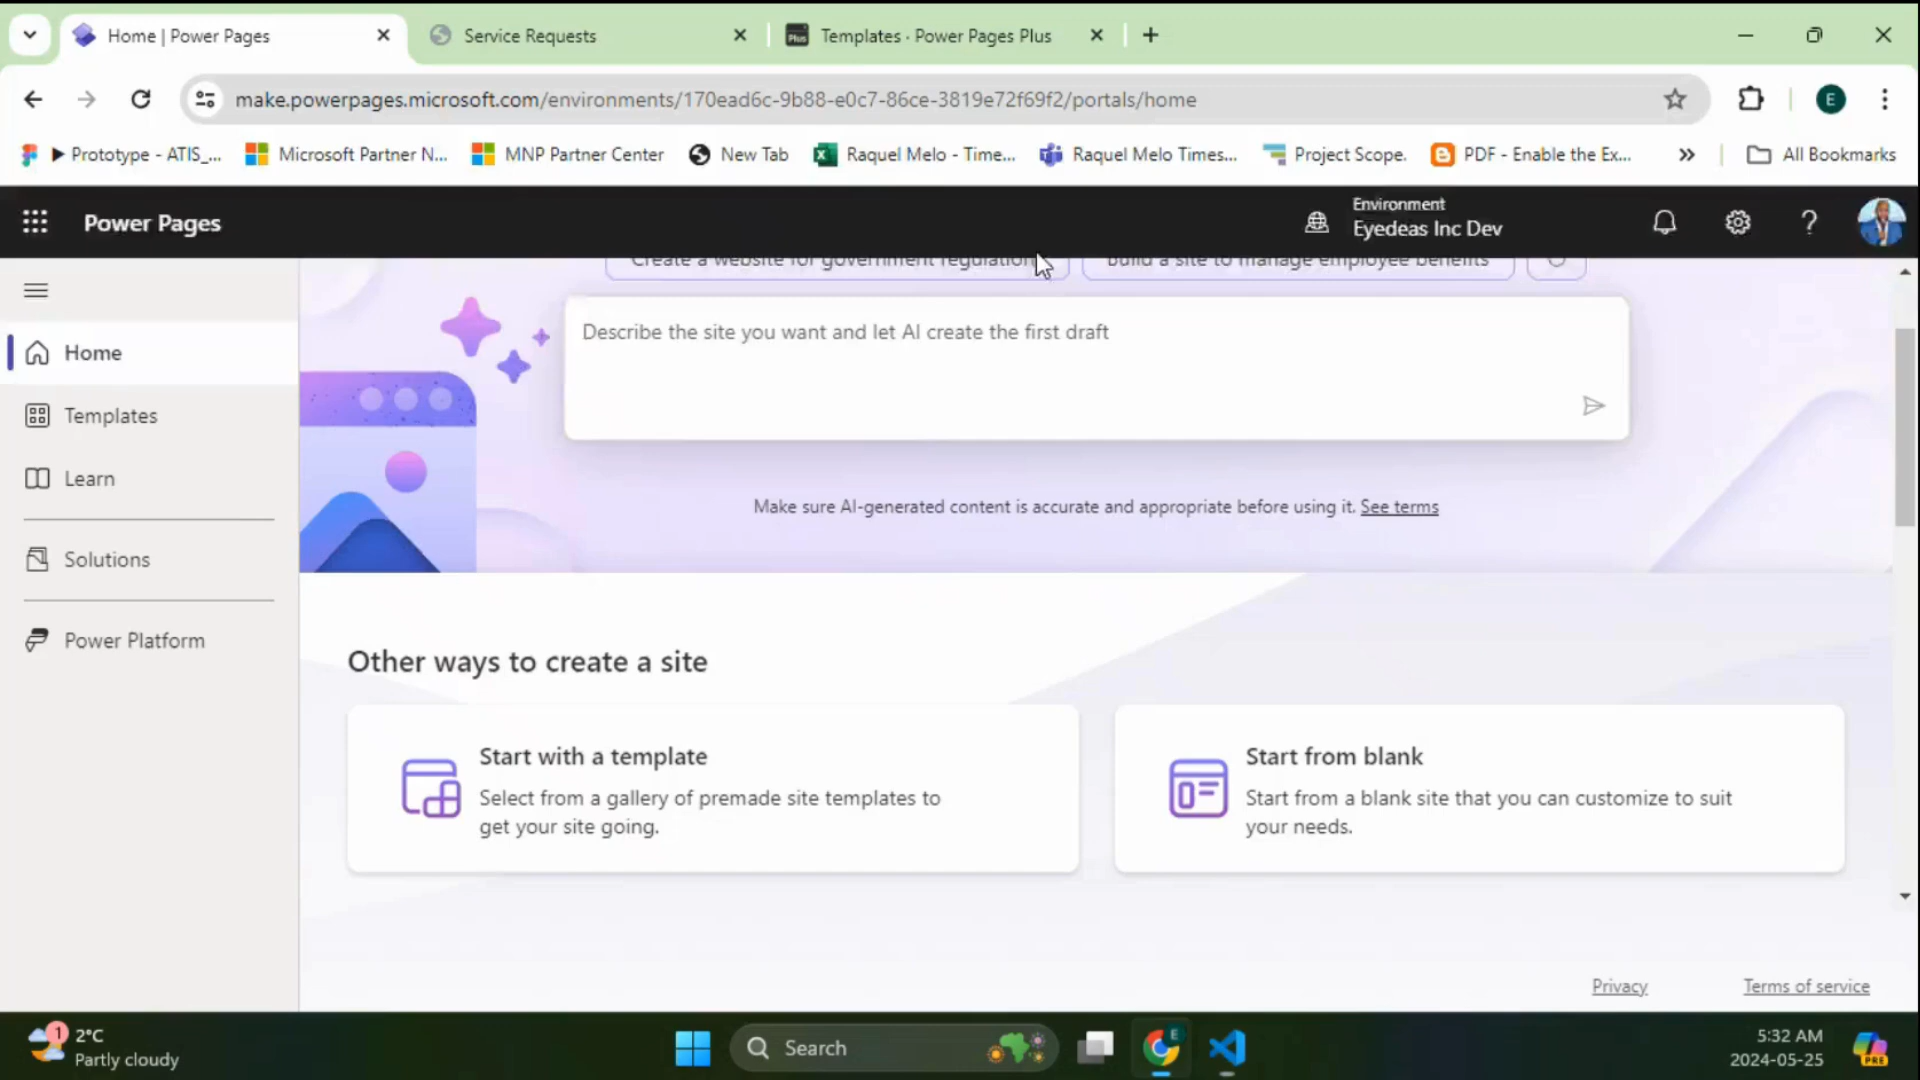 Home | Power Pages
Service Requests
Plus
Templates · Power Pages Plus
make.powerpages.microsoft.com/environments/170ead6c-9b88-e0c7-86ce-3819e72f69f2/portals/home
E
Prototype - ATIS_...
Microsoft Partner N...
MNP Partner Center
New Tab
Raquel Melo - Time...
Raquel Melo Times...
Project Scope.
PDF - Enable the Ex...
All Bookmarks
Power Pages
Environment
Eyedeas Inc Dev
Create a website for government regulation
Build a site to manage employee benefits
Describe the site you want and let AI create the first draft
Make sure AI-generated content is accurate and appropriate before using it. See terms
Home
Templates
Learn
Solutions
Power Platform
Other ways to create a site
Start with a template
Select from a gallery of premade site templates to
get your site going.
Start from blank
Start from a blank site that you can customize to suit
your needs.
Privacy
Terms of service
1
2°C
Partly cloudy
Search
E
5:32 AM
2024-05-25
PRE